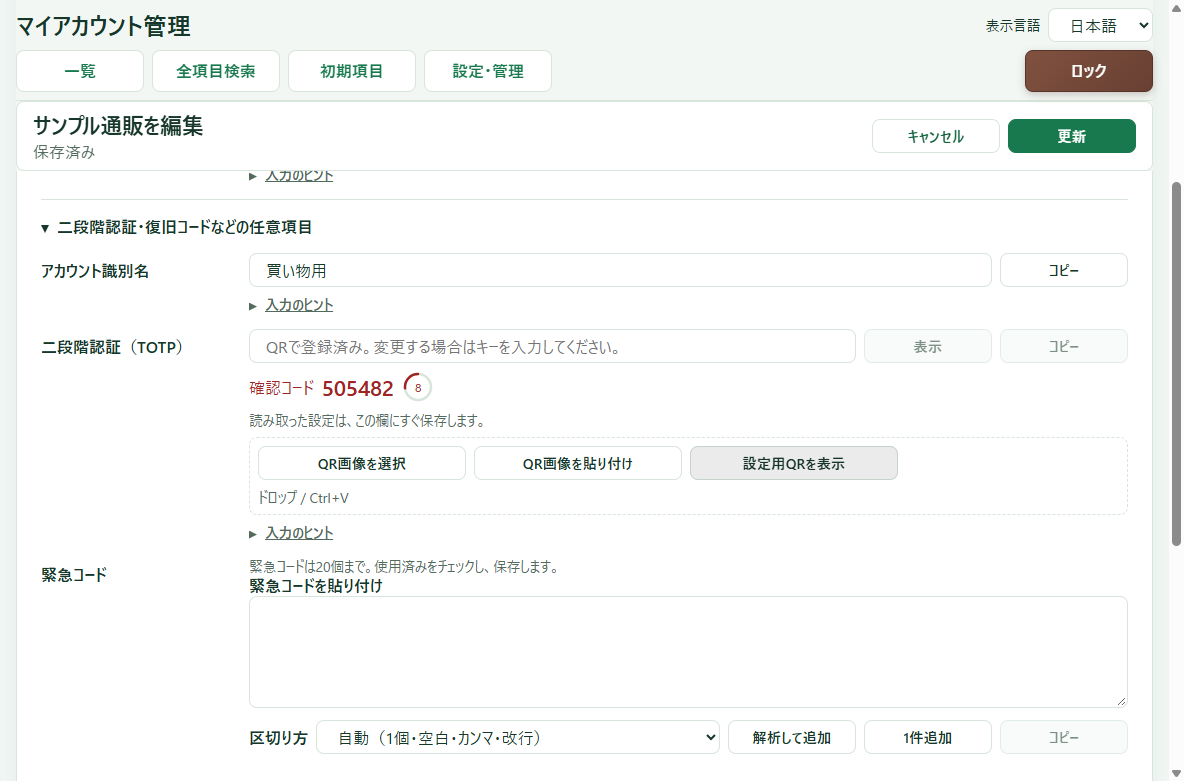 マイアカウント管理
表示言語 日本語
一覧 全項目検索 初期項目 設定・管理 ロック
サンプル通販を編集
保存済み
キャンセル 更新
▶ 入力のヒント
▼ 二段階認証・復旧コードなどの任意項目
アカウント識別名 買い物用 コピー
▶ 入力のヒント
二段階認証（TOTP） QRで登録済み。変更する場合はキーを入力してください。 表示 コピー
確認コード 505482 8
読み取った設定は、この欄にすぐ保存します。
QR画像を選択 QR画像を貼り付け 設定用QRを表示
ドロップ / Ctrl+V
▶ 入力のヒント
緊急コード
緊急コードは20個まで。使用済みをチェックし、保存します。
緊急コードを貼り付け
区切り方 自動（1個・空白・カンマ・改行） 解析して追加 1件追加 コピー